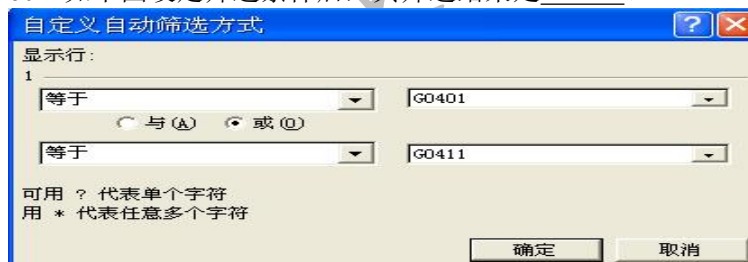 自定义自动筛选方式
显示行:
1
等于 G0401
与(A) 或(O)
等于 G0411
可用 ? 代表单个字符
用 * 代表任意多个字符
确定 取消